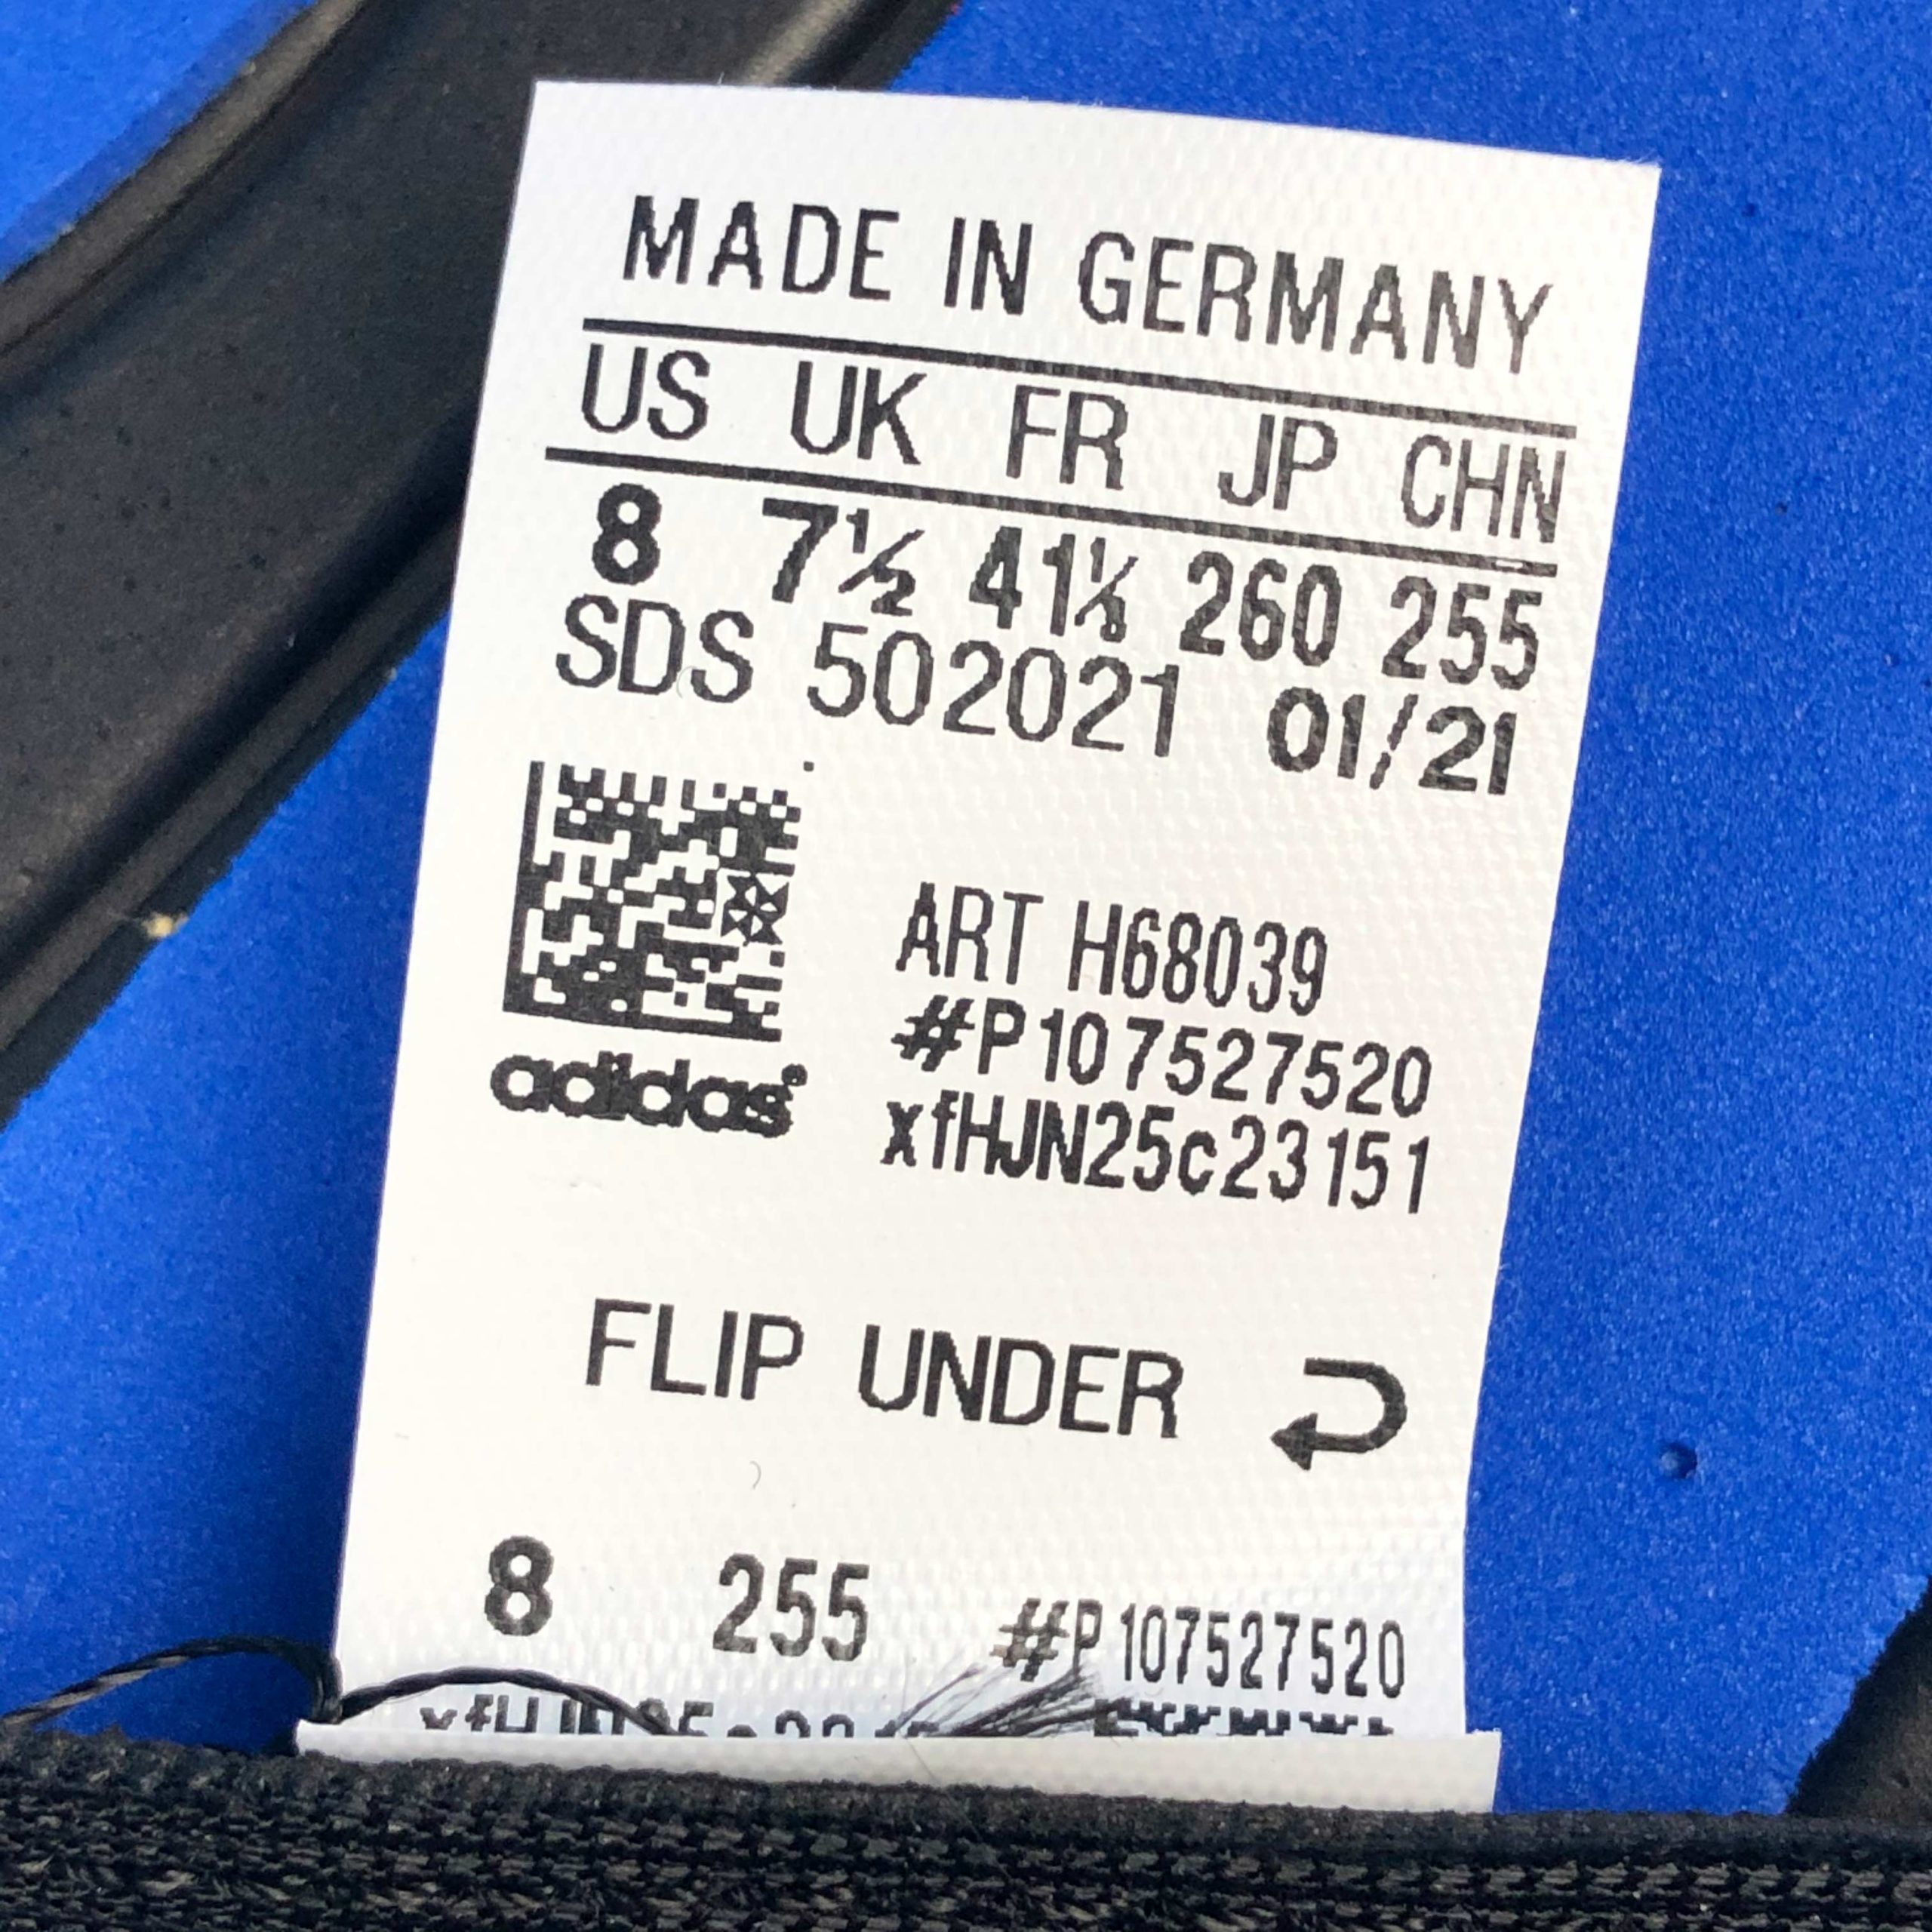 MADE IN GERMANY
US UK FR JP CHN
8 7½ 41⅓ 260 255
SDS 502021 01/21
ART H68039
#P107527520
adidas®
xfHJN25c23151
FLIP UNDER
8 255 #P107527520